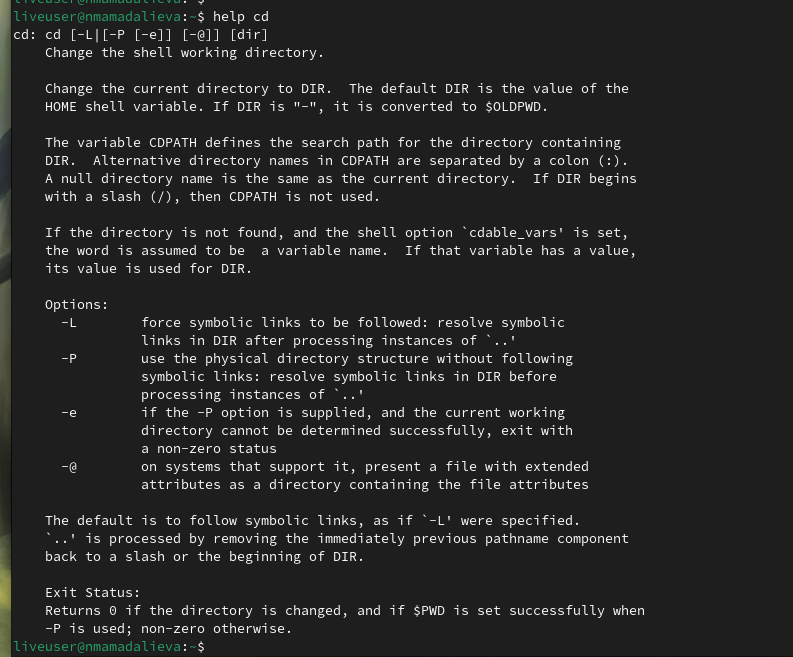 liveuser@nmamadalieva:~$ help cd
cd: cd [-L|[-P [-e]] [-@]] [dir]
    Change the shell working directory.

    Change the current directory to DIR.  The default DIR is the value of the
    HOME shell variable. If DIR is "-", it is converted to $OLDPWD.

    The variable CDPATH defines the search path for the directory containing
    DIR.  Alternative directory names in CDPATH are separated by a colon (:).
    A null directory name is the same as the current directory.  If DIR begins
    with a slash (/), then CDPATH is not used.

    If the directory is not found, and the shell option `cdable_vars' is set,
    the word is assumed to be  a variable name.  If that variable has a value,
    its value is used for DIR.

    Options:
      -L        force symbolic links to be followed: resolve symbolic
                links in DIR after processing instances of `..'
      -P        use the physical directory structure without following
                symbolic links: resolve symbolic links in DIR before
                processing instances of `..'
      -e        if the -P option is supplied, and the current working
                directory cannot be determined successfully, exit with
                a non-zero status
      -@        on systems that support it, present a file with extended
                attributes as a directory containing the file attributes

    The default is to follow symbolic links, as if `-L' were specified.
    `..' is processed by removing the immediately previous pathname component
    back to a slash or the beginning of DIR.

    Exit Status:
    Returns 0 if the directory is changed, and if $PWD is set successfully when
    -P is used; non-zero otherwise.
liveuser@nmamadalieva:~$